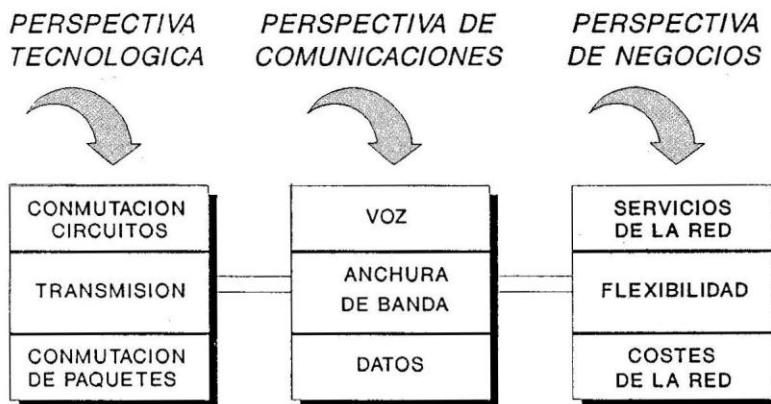 PERSPECTIVA
TECNOLOGICA
PERSPECTIVA DE
COMUNICACIONES
PERSPECTIVA
DE NEGOCIOS
CONMUTACION
CIRCUITOS
TRANSMISION
CONMUTACION
DE PAQUETES
VOZ
ANCHURA
DE BANDA
DATOS
SERVICIOS
DE LA RED
FLEXIBILIDAD
COSTES
DE LA RED